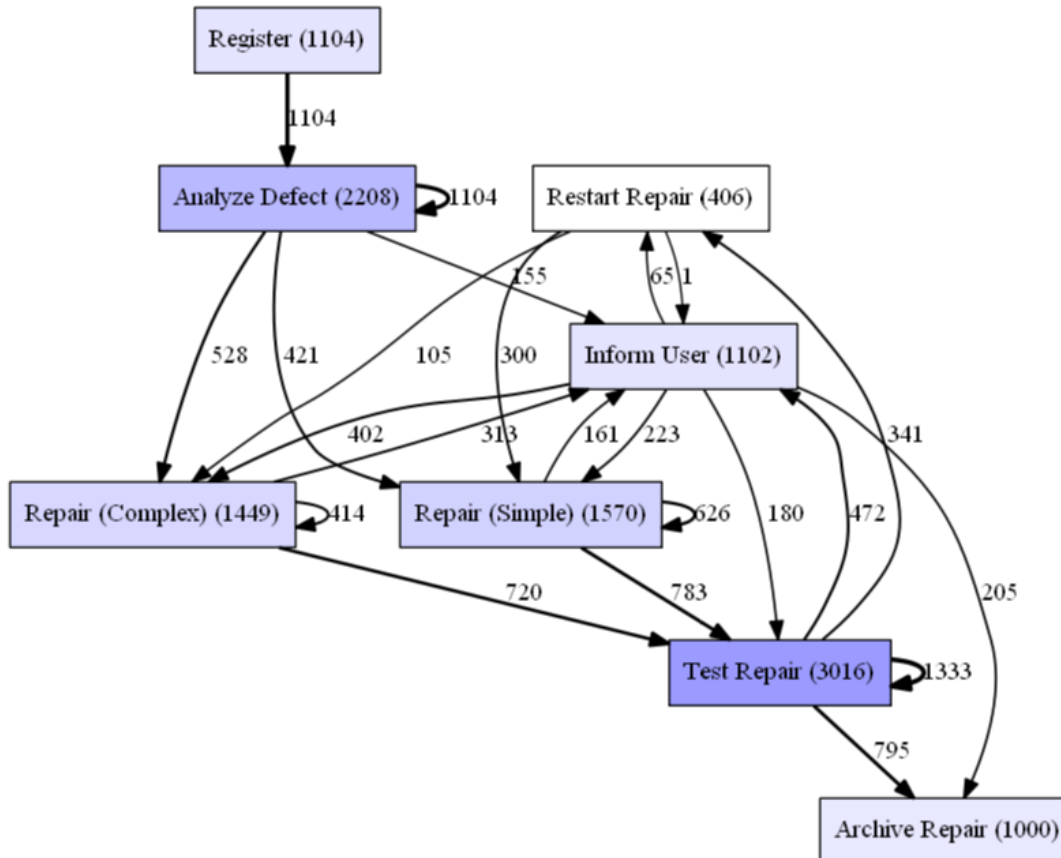 Register (1104)
1104
Analyze Defect (2208)
1104
Restart Repair (406)
155
65
1
528
421
105
300
Inform User (1102)
341
402
313
161
223
Repair (Complex) (1449)
414
Repair (Simple) (1570)
626
180
472
720
783
205
Test Repair (3016)
1333
795
Archive Repair (1000)